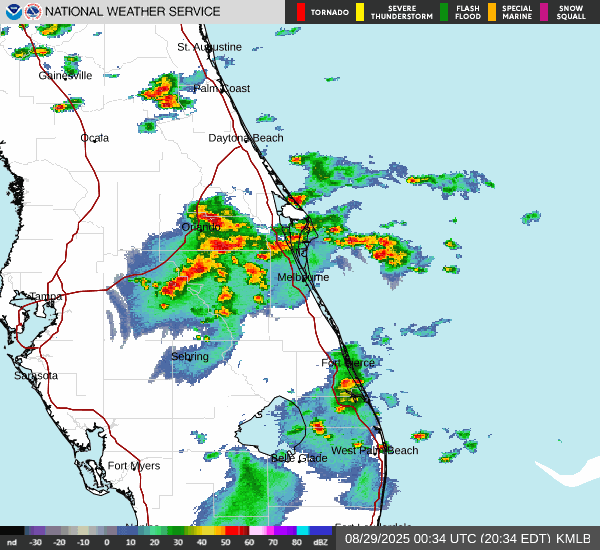 NATIONAL WEATHER SERVICE
TORNADO
SEVERE
THUNDERSTORM
FLASH
FLOOD
SPECIAL
MARINE
SNOW
SQUALL
St. Augustine
Gainesville
Palm Coast
Ocala
Daytona Beach
Orlando
Melbourne
Tampa
Sebring
Fort Pierce
Sarasota
West Palm Beach
Belle Glade
Fort Myers
nd -30 -20 -10 0 10 20 30 40 50 60 70 80 dBZ
08/29/2025 00:34 UTC (20:34 EDT) KMLB